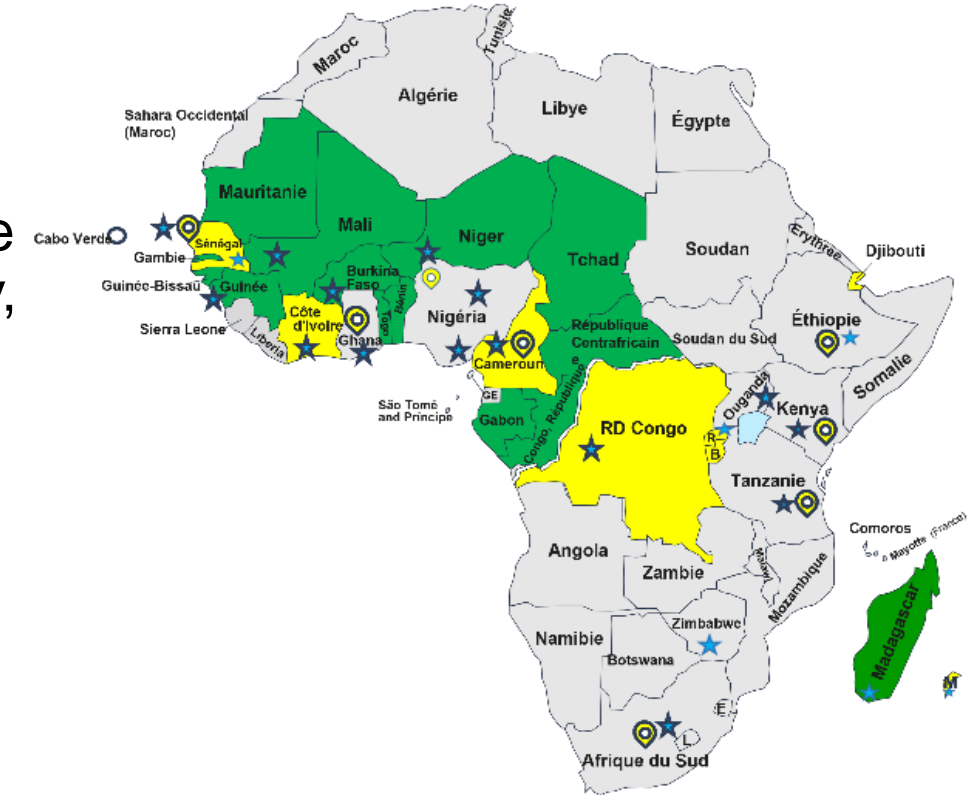 Tunisie
Maroc
Algérie
Libye
Égypte
Sahara Occidental
(Maroc)
Mauritanie
Mali
Niger
Tchad
Soudan
Erythree
Djibouti
e
y,
Cabo Verde
Sénégal
Gambie
Guinée-Bissau
Guinée
Burkina
Faso
Bénin
Togo
Côte
d'Ivoire
Ghana
Nigéria
Sierra Leone
Liberia
Cameroun
République
Centrafricain
Soudan du Sud
Éthiopie
Somalie
São Tomé
and Príncipe
GE
Gabon
Congo, République
RD Congo
Ouganda
Kenya
R
B
Tanzanie
Comoros
Mayotte (France)
Angola
Zambie
Malawi
Mozambique
Zimbabwe
Namibie
Botswana
Madagascar
M
E
L
Afrique du Sud